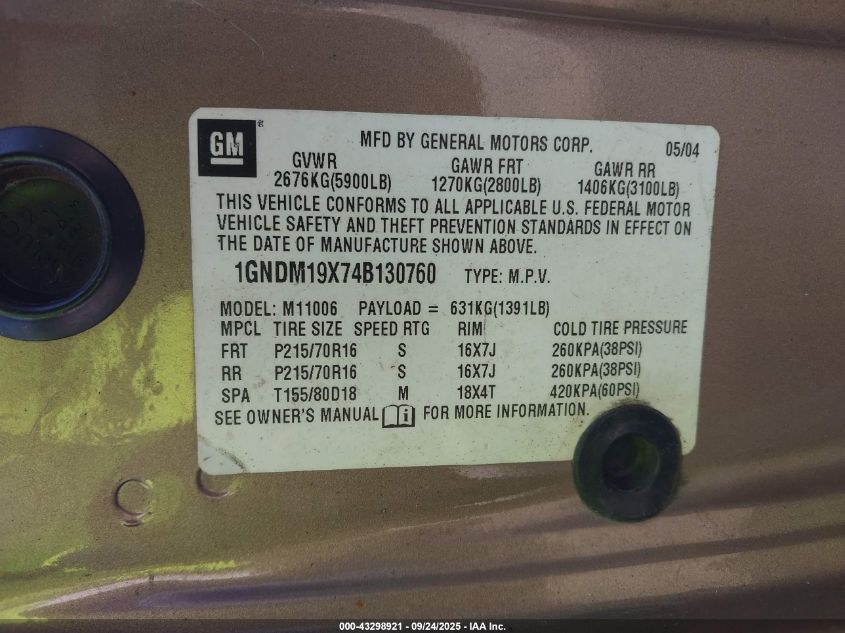 GM ®
MFD BY GENERAL MOTORS CORP. 05/04
GVWR GAWR FRT GAWR RR
2676KG(5900LB) 1270KG(2800LB) 1406KG(3100LB)
THIS VEHICLE CONFORMS TO ALL APPLICABLE U.S. FEDERAL MOTOR
VEHICLE SAFETY AND THEFT PREVENTION STANDARDS IN EFFECT ON
THE DATE OF MANUFACTURE SHOWN ABOVE.
1GNDM19X74B130760 TYPE: M.P.V.
MODEL: M11006 PAYLOAD = 631KG(1391LB)
MPCL TIRE SIZE SPEED RTG RIM COLD TIRE PRESSURE
FRT P215/70R16 S 16X7J 260KPA(38PSI)
RR P215/70R16 S 16X7J 260KPA(38PSI)
SPA T155/80D18 M 18X4T 420KPA(60PSI)
SEE OWNER'S MANUAL FOR MORE INFORMATION.
000-43298921 - 09/24/2025 - IAA Inc.